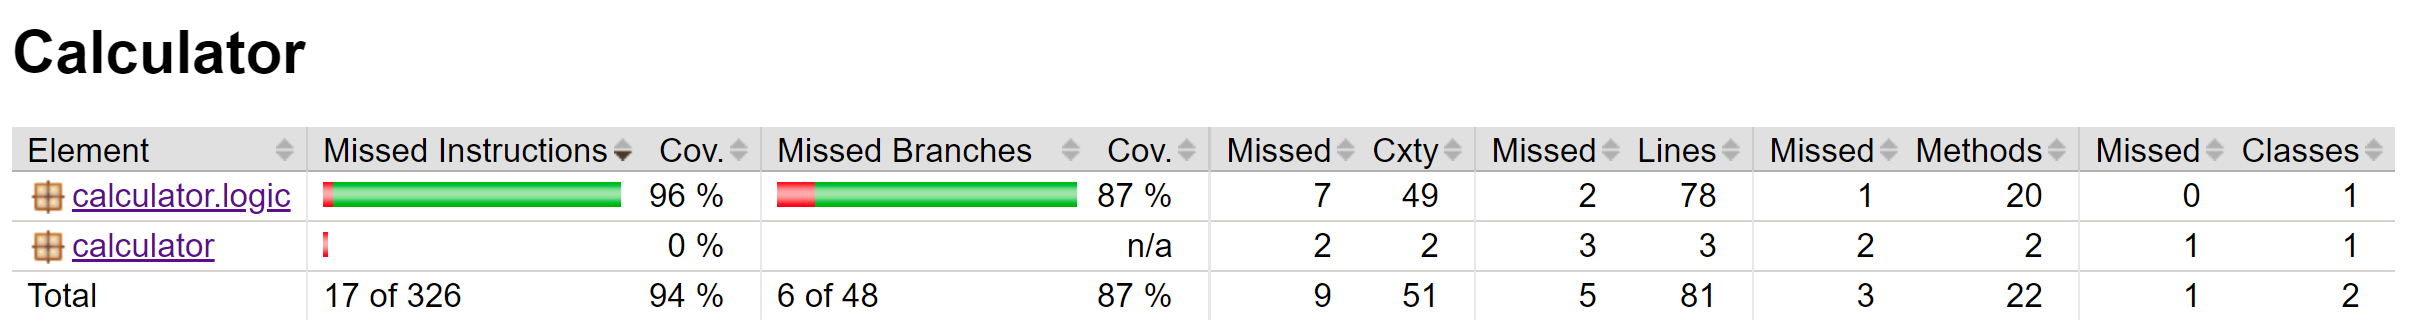 Calculator
Element Missed Instructions Cov. Missed Branches Cov. Missed Cxty Missed Lines Missed Methods Missed Classes
calculator.logic 96 % 87 % 7 49 2 78 1 20 0 1
calculator 0 % n/a 2 2 3 3 2 2 1 1
Total 17 of 326 94 % 6 of 48 87 % 9 51 5 81 3 22 1 2